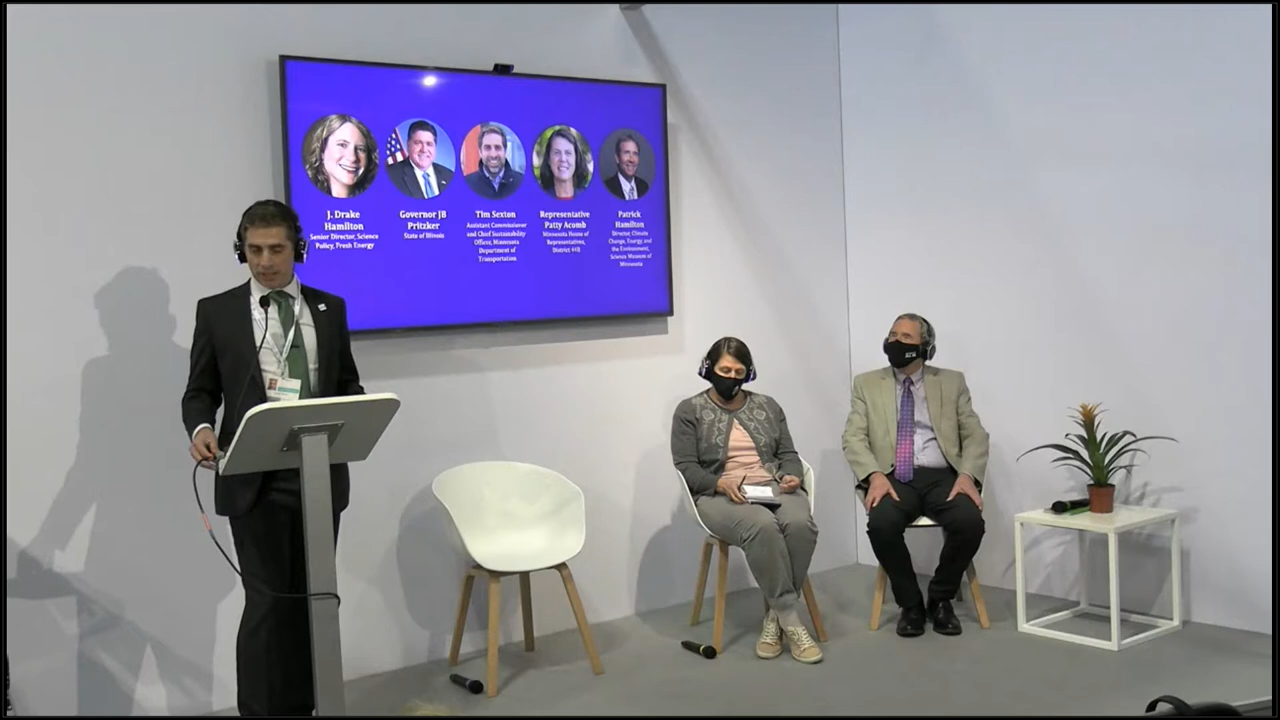 J. Drake
Hamilton
Senior Director, Science
Policy, Fresh Energy
Governor JB
Pritzker
State of Illinois
Tim Sexton
Assistant Commissioner
and Chief Sustainability
Officer, Minnesota
Department of
Transportation
Representative
Patty Acomb
Minnesota House of
Representatives,
District 44B
Patrick
Hamilton
Director, Climate
Change, Energy, and
the Environment,
Science Museum of
Minnesota